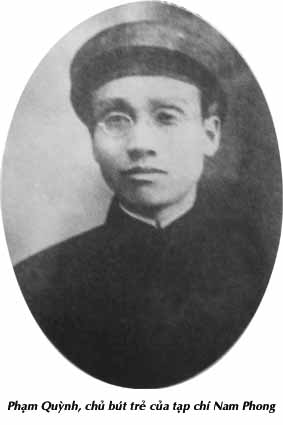 Phạm Quỳnh, chủ bút trẻ của tạp chí Nam Phong